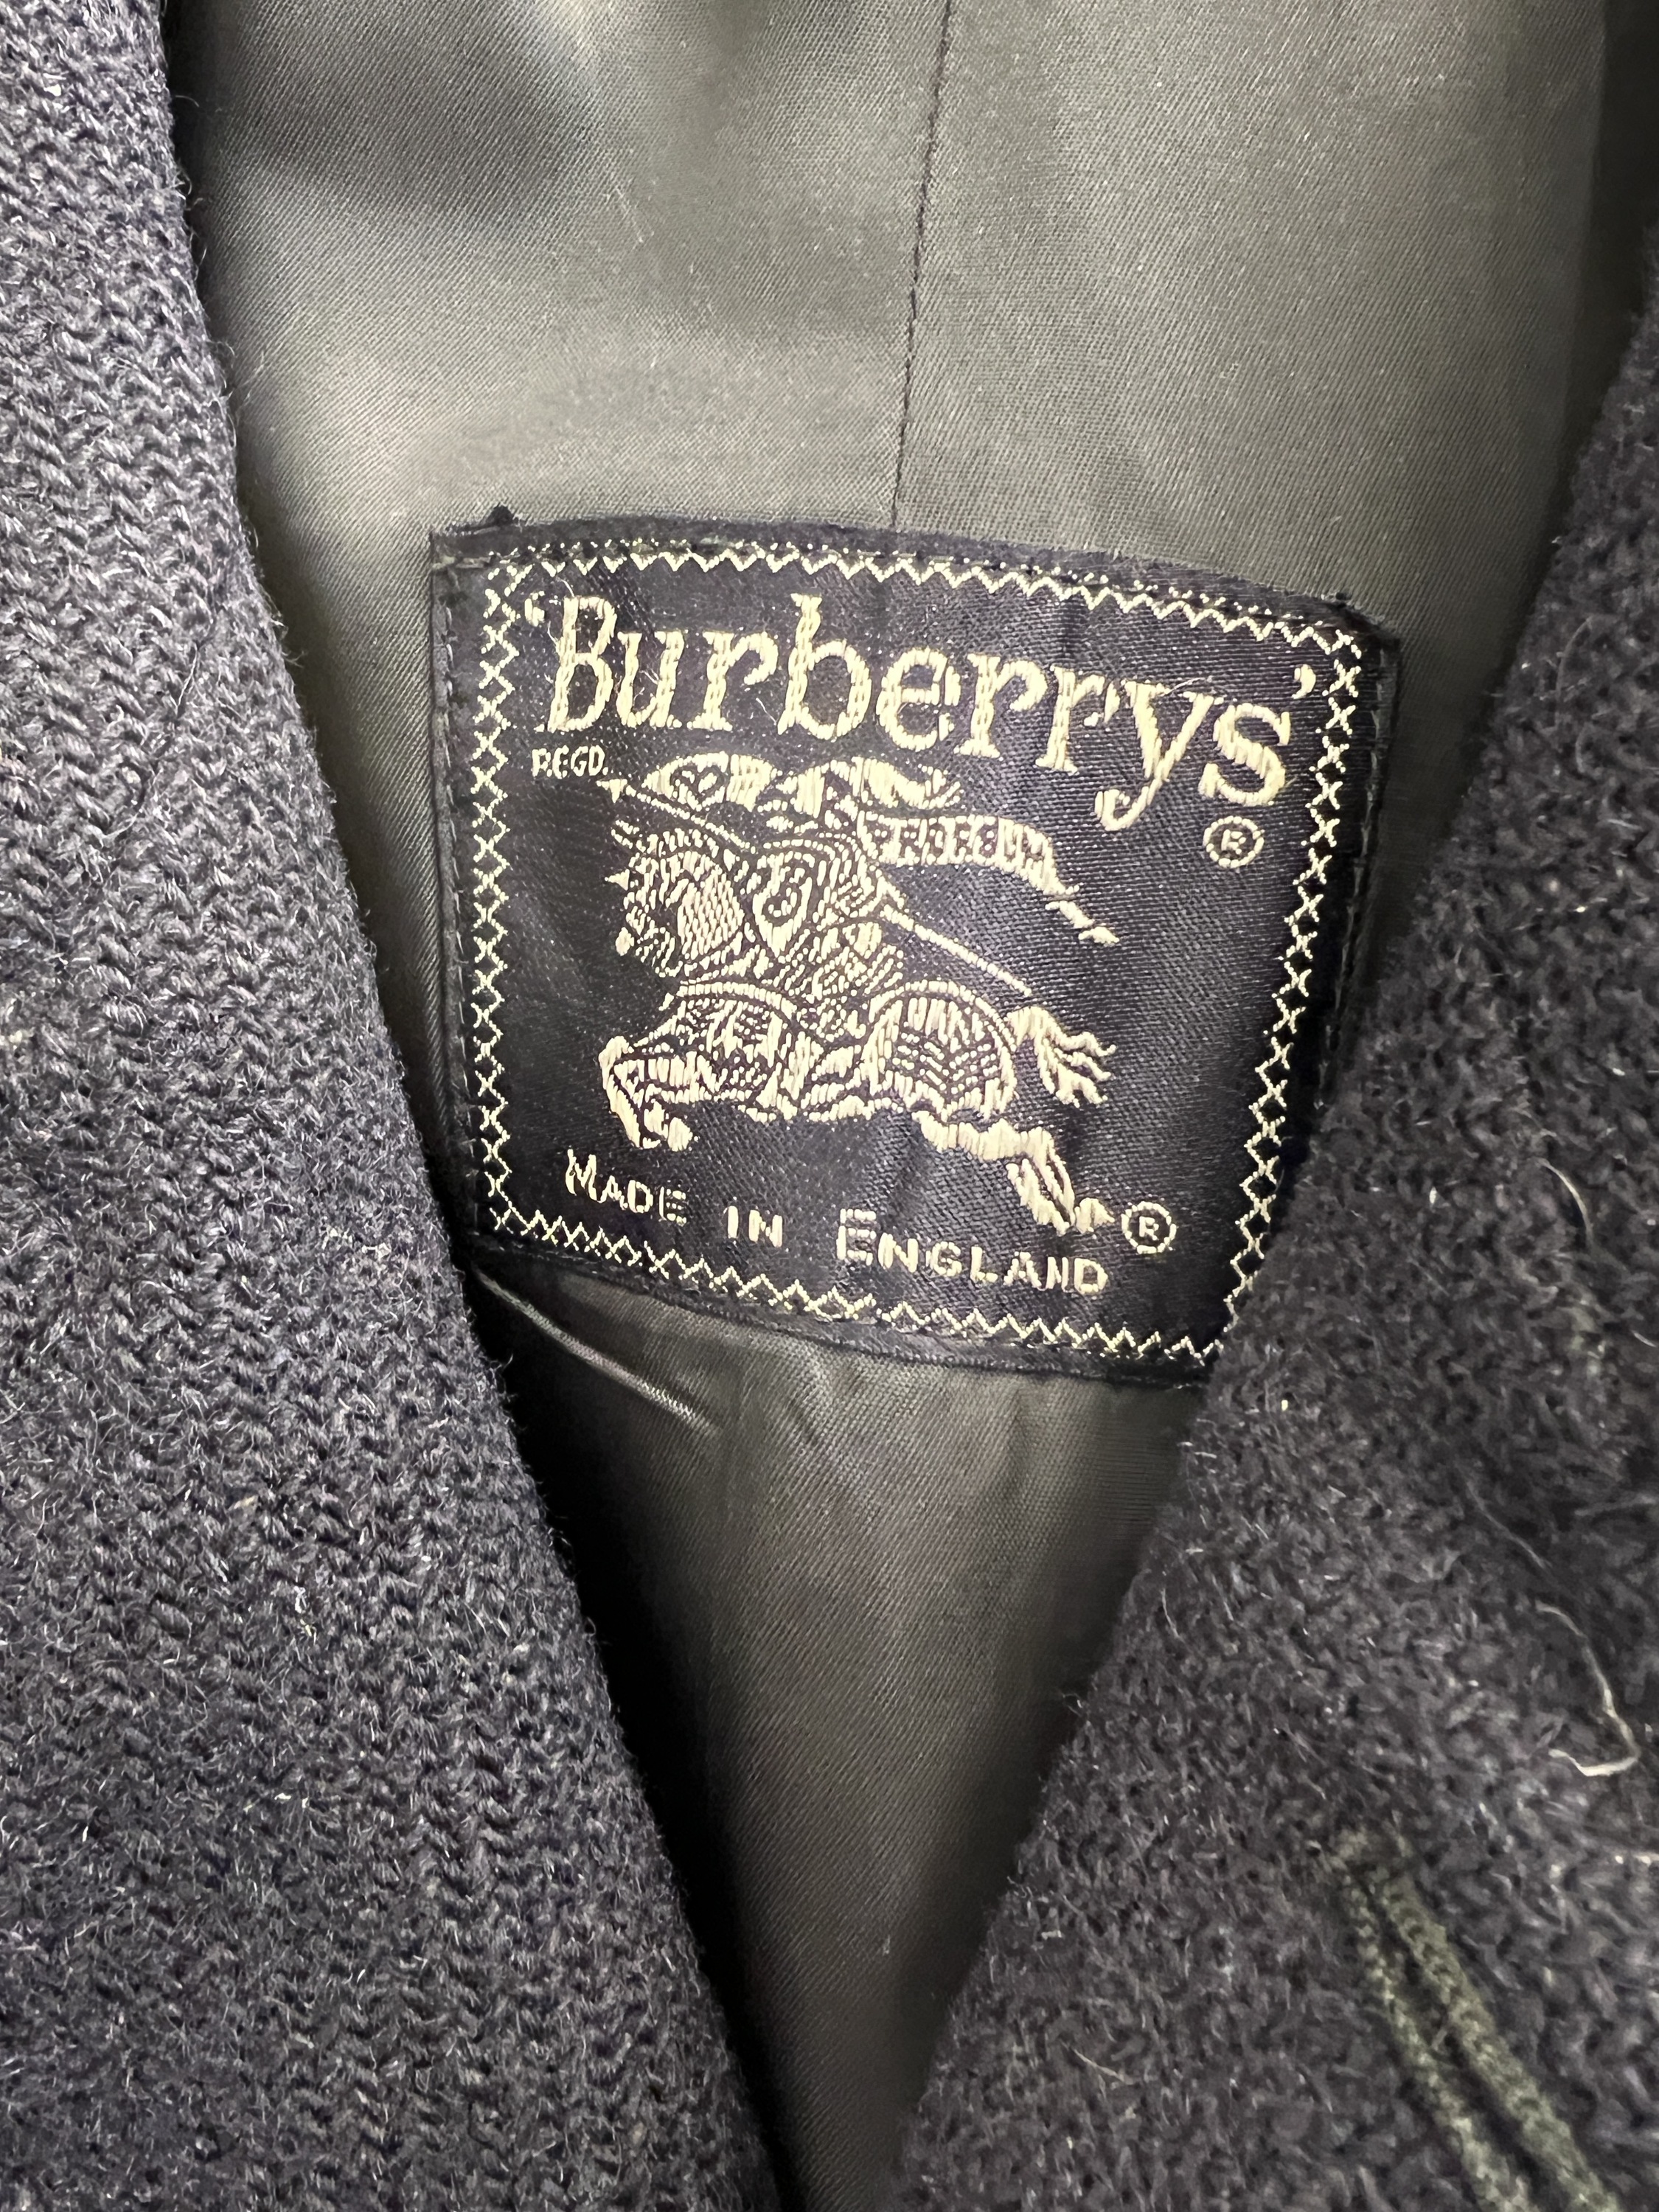 'Burberrys'
REGD.
®
®
MADE IN ENGLAND